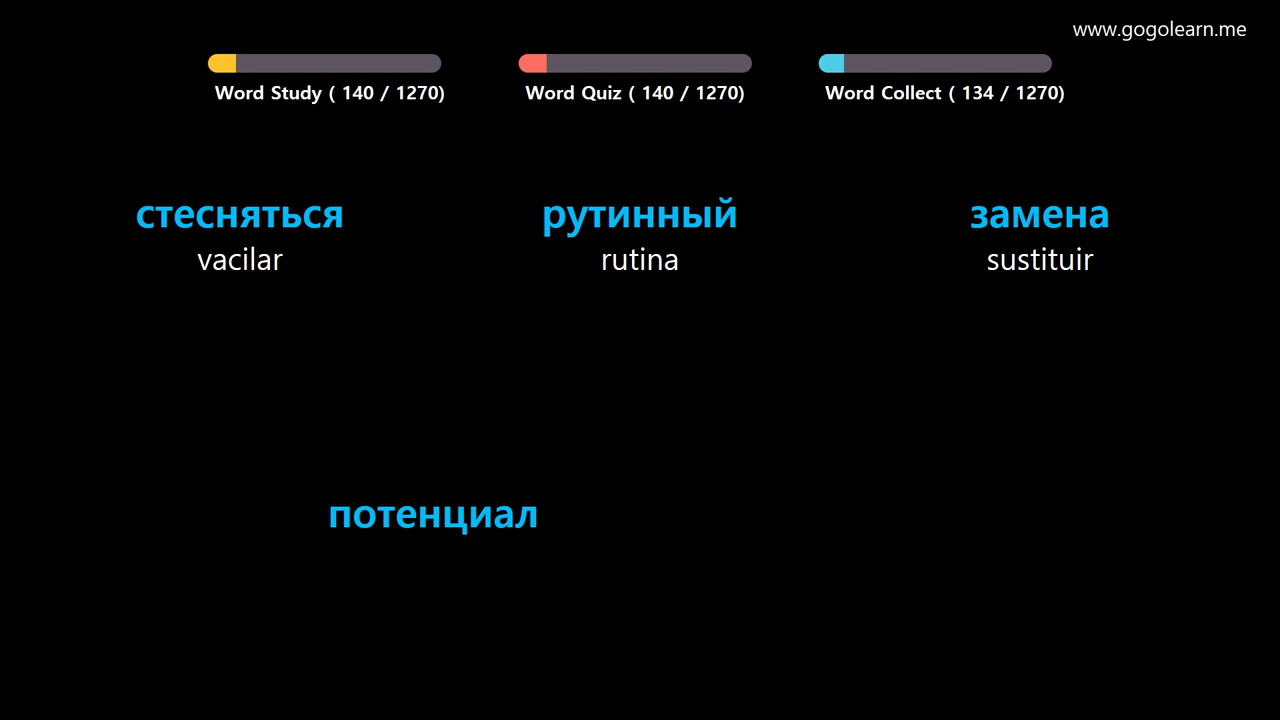 www.gogolearn.me
Word Study ( 140 / 1270)
Word Quiz ( 140 / 1270)
Word Collect ( 134 / 1270)
стесняться
vacilar
рутинный
rutina
замена
sustituir
потенциал